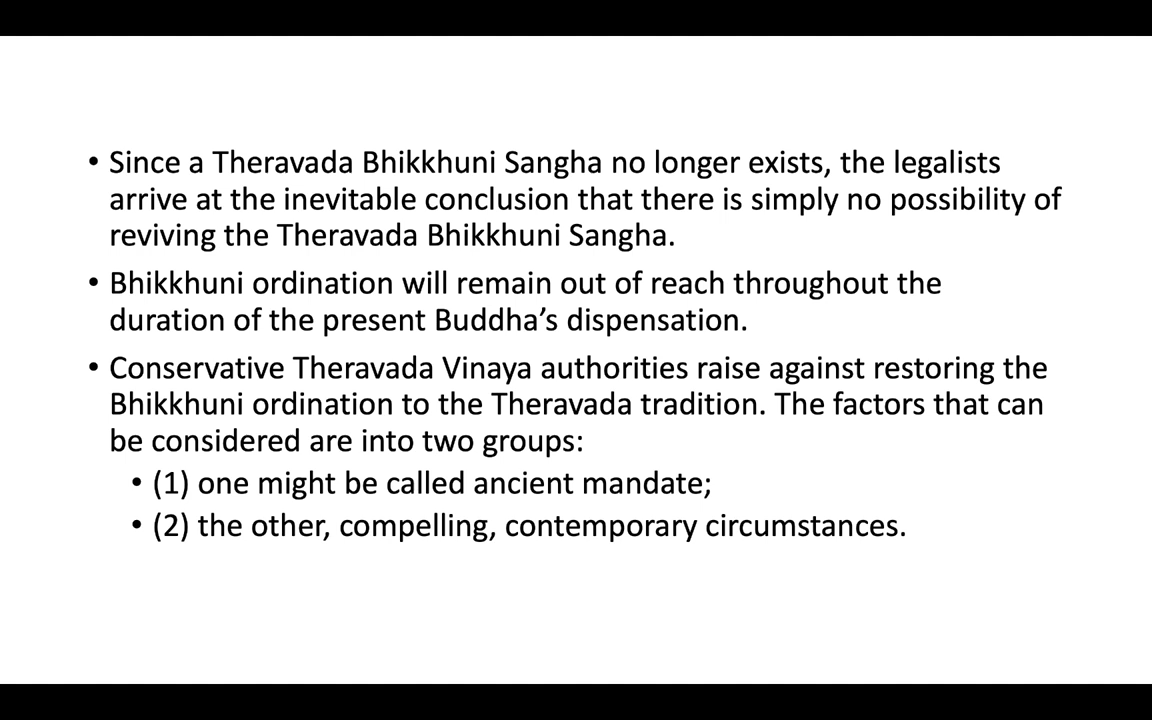 • Since a Theravada Bhikkhuni Sangha no longer exists, the legalists
arrive at the inevitable conclusion that there is simply no possibility of
reviving the Theravada Bhikkhuni Sangha.
• Bhikkhuni ordination will remain out of reach throughout the
duration of the present Buddha’s dispensation.
• Conservative Theravada Vinaya authorities raise against restoring the
Bhikkhuni ordination to the Theravada tradition. The factors that can
be considered are into two groups:
• (1) one might be called ancient mandate;
• (2) the other, compelling, contemporary circumstances.